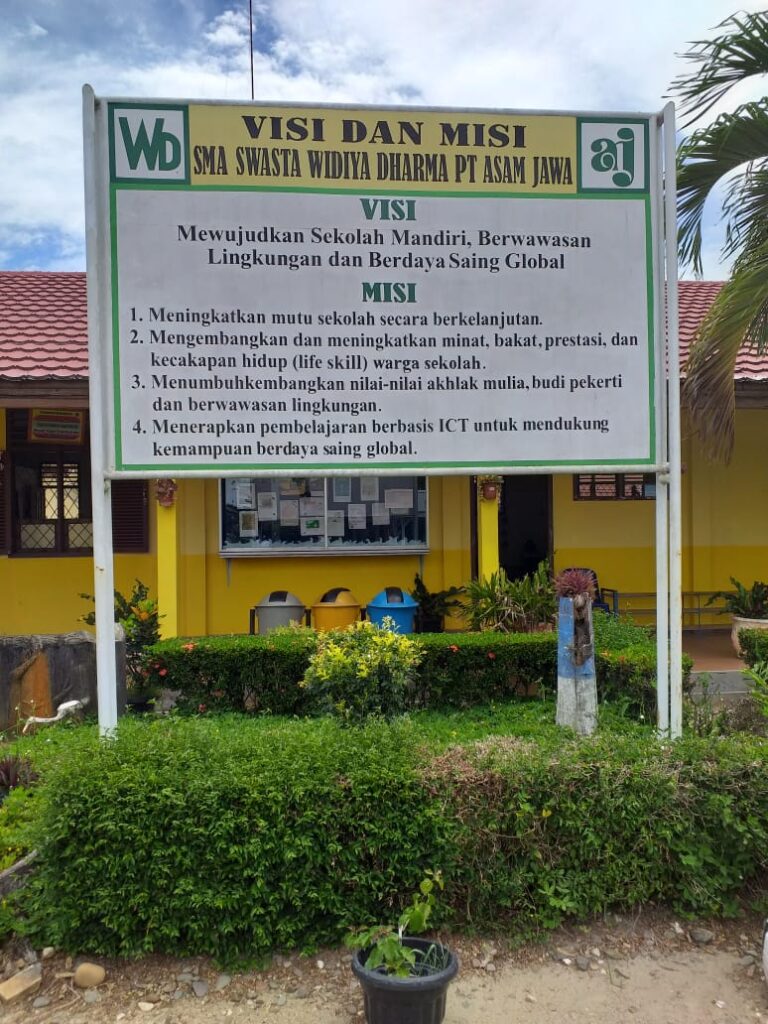 WD
VISI DAN MISI
SMA SWASTA WIDIYA DHARMA PT ASAM JAWA
aj
VISI
Mewujudkan Sekolah Mandiri, Berwawasan
Lingkungan dan Berdaya Saing Global
MISI
1. Meningkatkan mutu sekolah secara berkelanjutan.
2. Mengembangkan dan meningkatkan minat, bakat, prestasi, dan
kecakapan hidup (life skill) warga sekolah.
3. Menumbuhkembangkan nilai-nilai akhlak mulia, budi pekerti
dan berwawasan lingkungan.
4. Menerapkan pembelajaran berbasis ICT untuk mendukung
kemampuan berdaya saing global.